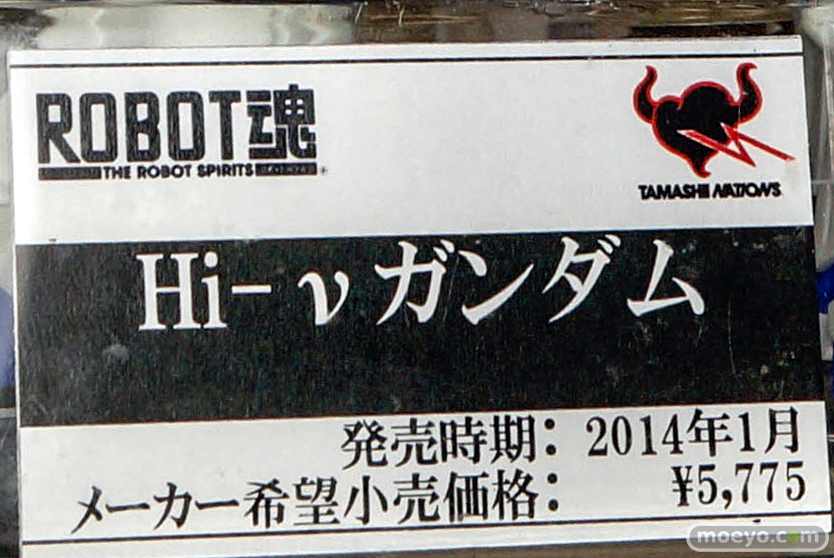 ROBOT魂
THE ROBOT SPIRITS
TAMASHII NATIONS
Hi-νガンダム
発売時期：2014年1月
メーカー希望小売価格：¥5,775
moeyo.com